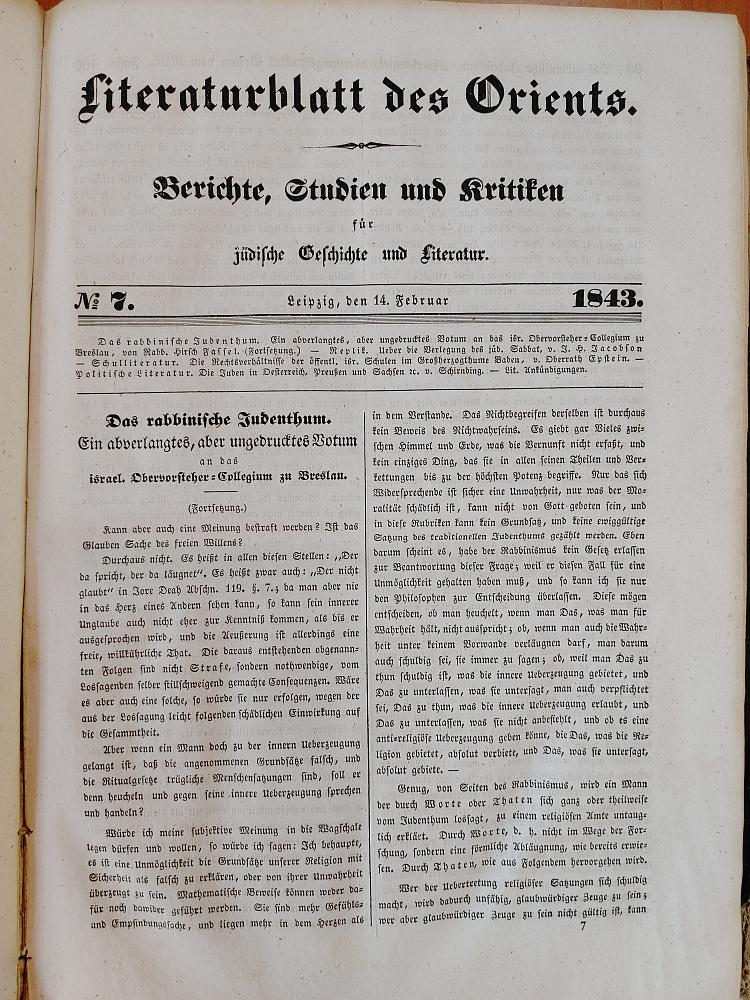 Literaturblatt des Orients.
Berichte, Studien und Kritiken
für
jüdische Geschichte und Literatur.
№ 7. Leipzig, den 14. Februar 1843.
Das rabbinische Judenthum. Ein abverlangtes, aber ungedrucktes Votum an das isr. Obervorsteher-Collegium zu
Breslau, von Rabb. Hirsch Fassel. (Fortsetzung.) — Replik. Ueber die Verlegung des jüd. Sabbat, v. J. H. Jacobson
— Schulliteratur. Die Rechtsverhältnisse der öffentl. isr. Schulen im Großherzogthume Baden, v. Oberrath Epstein. —
Politische Literatur. Die Juden in Oesterreich, Preußen und Sachsen ꝛc. v. Schirnding. — Lit. Ankündigungen.
Das rabbinische Judenthum.
Ein abverlangtes, aber ungedrucktes Votum
an das
israel. Obervorsteher-Collegium zu Breslau.
(Fortsetzung.)
Kann aber auch eine Meinung bestraft werden? Ist das
Glauben Sache des freien Willens?
Durchaus nicht. Es heißt in allen diesen Stellen: „Der
da spricht, der da läugnet“. Es heißt zwar auch: „Der nicht
glaubt“ in Jore Deah Abschn. 119. §. 7.; da man aber nie
in das Herz eines Andern sehen kann, so kann sein innerer
Unglaube auch nicht eher zur Kenntniß kommen, als bis er
ausgesprochen wird, und die Aeußerung ist allerdings eine
freie, willkührliche That. Die daraus entstehenden obgenann-
ten Folgen sind nicht Strafe, sondern nothwendige, vom
Lossagenden selber stillschweigend gemachte Consequenzen. Wäre
es aber auch eine solche, so würde sie nur erfolgen, wegen der
aus der Lossagung leicht folgenden schädlichen Einwirkung auf
die Gesammtheit.
Aber wenn ein Mann doch zu der innern Ueberzeugung
gelangt ist, daß die angenommenen Grundsätze falsch, und
die Ritualgesetze trügliche Menschensatzungen sind, soll er
denn heucheln und gegen seine innere Ueberzeugung sprechen
und handeln?
Würde ich meine subjektive Meinung in die Wagschale
legen dürfen und wollen, so würde ich sagen: Ich behaupte,
es ist eine Unmöglichkeit die Grundsätze unserer Religion mit
Sicherheit als falsch zu erklären, oder von ihrer Unwahrheit
überzeugt zu sein. Mathematische Beweise können weder da-
für noch dawider geführt werden. Sie sind mehr Gefühls-
und Empfindungssache, und liegen mehr in dem Herzen als
in dem Verstande. Das Nichtbegreifen derselben ist durchaus
kein Beweis des Nichtwahrseins. Es giebt gar Vieles zwi-
schen Himmel und Erde, was die Vernunft nicht erfaßt, und
kein einziges Ding, das sie in allen seinen Theilen und Ver-
kettungen bis zu der höchsten Potenz begriffe. Nur das sich
Widersprechende ist sicher eine Unwahrheit, nur was der Mo-
ralität schädlich ist, kann nicht von Gott geboten sein, und
in diese Rubriken kann kein Grundsatz, und keine ewiggültige
Satzung des traditionellen Judenthums gezählt werden. Eben
darum scheint es, habe der Rabbinismus kein Gesetz erlassen
zur Beantwortung dieser Frage; weil er diesen Fall für eine
Unmöglichkeit gehalten haben muß, und so kann ich sie nur
den Philosophen zur Entscheidung überlassen. Diese mögen
entscheiden, ob man heuchelt, wenn man Das, was man für
Wahrheit hält, nicht ausspricht; ob, wenn man auch die Wahr-
heit unter keinem Vorwande verläugnen darf, man darum
auch schuldig sei, sie immer zu sagen; ob, weil man Das zu
thun schuldig ist, was die innere Ueberzeugung gebietet, und
Das zu unterlassen, was sie untersagt, man auch verpflichtet
sei, Das zu thun, was die innere Ueberzeugung erlaubt, und
Das zu unterlassen, was sie nicht anbefiehlt, und ob es eine
anti-religiöse Ueberzeugung geben könne, die Das, was die Re-
ligion gebietet, absolut verbiete, und Das, was sie untersagt,
absolut gebiete. —
Genug, von Seiten des Rabbinismus, wird ein Mann
der durch Worte oder Thaten sich ganz oder theilweise
vom Judenthum lossagt, zu einem religiösen Amte untaug-
lich erklärt. Durch Worte, d. h. nicht im Wege der For-
schung, sondern eine förmliche Abläugnung, wie bereits erwie-
sen. Durch Thaten, wie aus Folgendem hervorgehen wird.
Wer der Uebertretung religiöser Satzungen sich schuldig
macht, wird dadurch unfähig, glaubwürdiger Zeuge zu sein;
wer aber glaubwürdiger Zeuge zu sein nicht gültig ist, kann
7